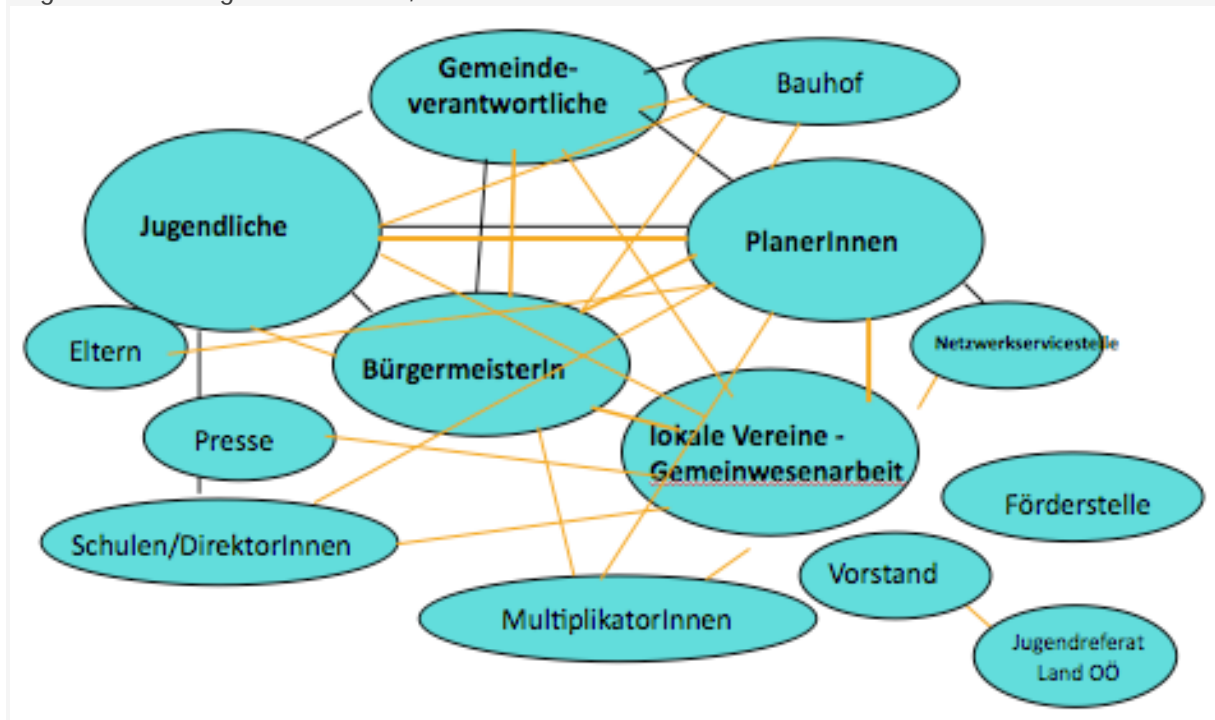 Gemeinde-
verantwortliche
Bauhof
Jugendliche
PlanerInnen
Eltern
BürgermeisterIn
Netzwerkservicestelle
Presse
lokale Vereine -
Gemeinwesenarbeit
Förderstelle
Schulen/DirektorInnen
Vorstand
MultiplikatorInnen
Jugendreferat
Land OÖ